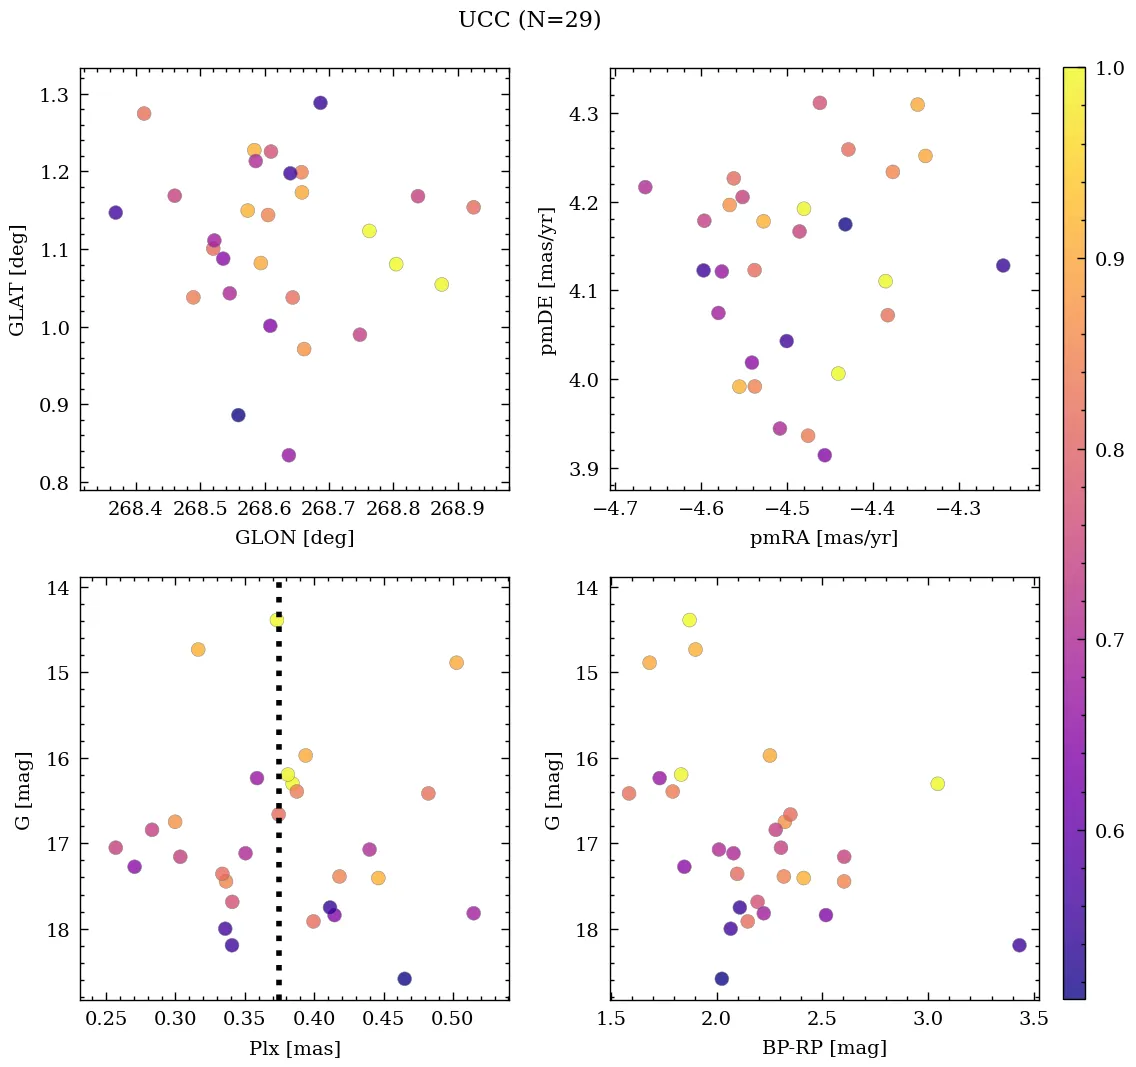 UCC (N=29)
1.3
1.2
1.1
1.0
0.9
0.8
GLAT [deg]
268.4 268.5 268.6 268.7 268.8 268.9
GLON [deg]
4.3
4.2
4.1
4.0
3.9
pmDE [mas/yr]
−4.7 −4.6 −4.5 −4.4 −4.3
pmRA [mas/yr]
1.0
0.9
0.8
0.7
0.6
14
15
16
17
18
G [mag]
0.25 0.30 0.35 0.40 0.45 0.50
Plx [mas]
14
15
16
17
18
G [mag]
1.5 2.0 2.5 3.0 3.5
BP-RP [mag]